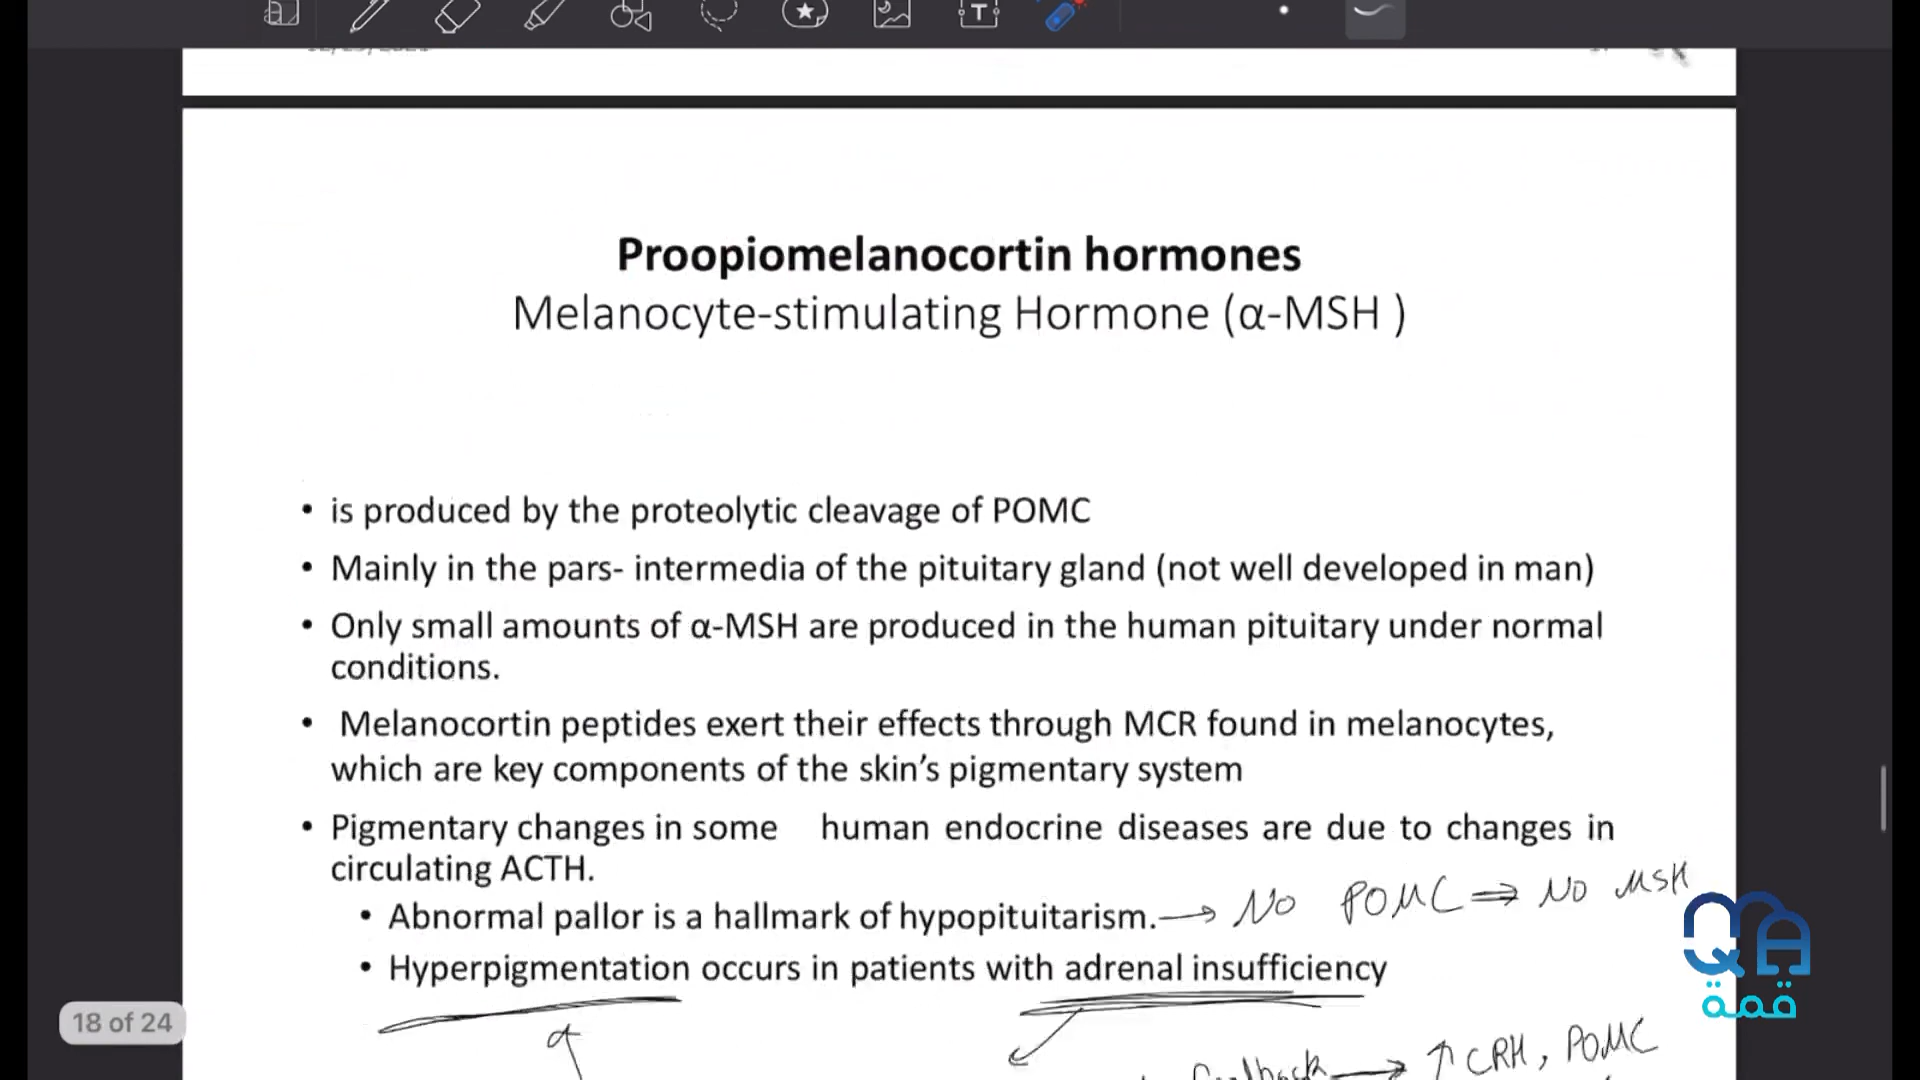 Proopiomelanocortin hormones
Melanocyte-stimulating Hormone (α-MSH )
• is produced by the proteolytic cleavage of POMC
• Mainly in the pars- intermedia of the pituitary gland (not well developed in man)
• Only small amounts of α-MSH are produced in the human pituitary under normal
conditions.
• Melanocortin peptides exert their effects through MCR found in melanocytes,
which are key components of the skin's pigmentary system
• Pigmentary changes in some human endocrine diseases are due to changes in
circulating ACTH.
• Abnormal pallor is a hallmark of hypopituitarism. → No POMC ⇒ No MSH
• Hyperpigmentation occurs in patients with adrenal insufficiency
QA
قمة
18 of 24
→ ↑ CRH, POMC